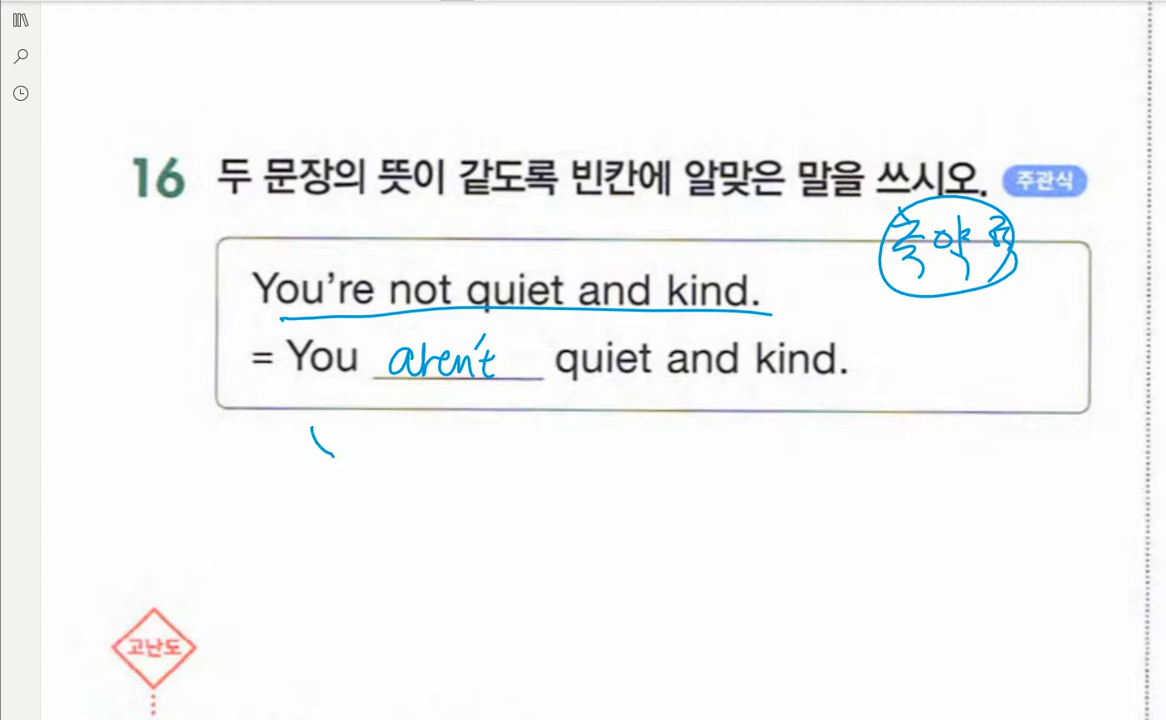 16 두 문장의 뜻이 같도록 빈칸에 알맞은 말을 쓰시오. 주관식
축약형
You're not quiet and kind.
= You aren't quiet and kind.
고난도